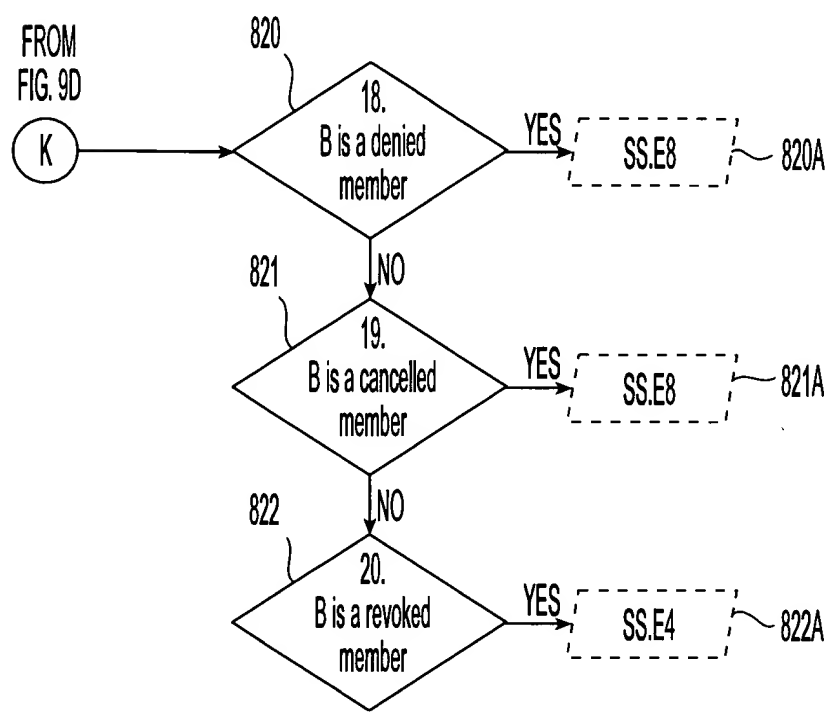 FROM
FIG. 9D
K
820
18.
B is a denied
member
YES
SS.E8
820A
NO
821
19.
B is a cancelled
member
YES
SS.E8
821A
NO
822
20.
B is a revoked
member
YES
SS.E4
822A